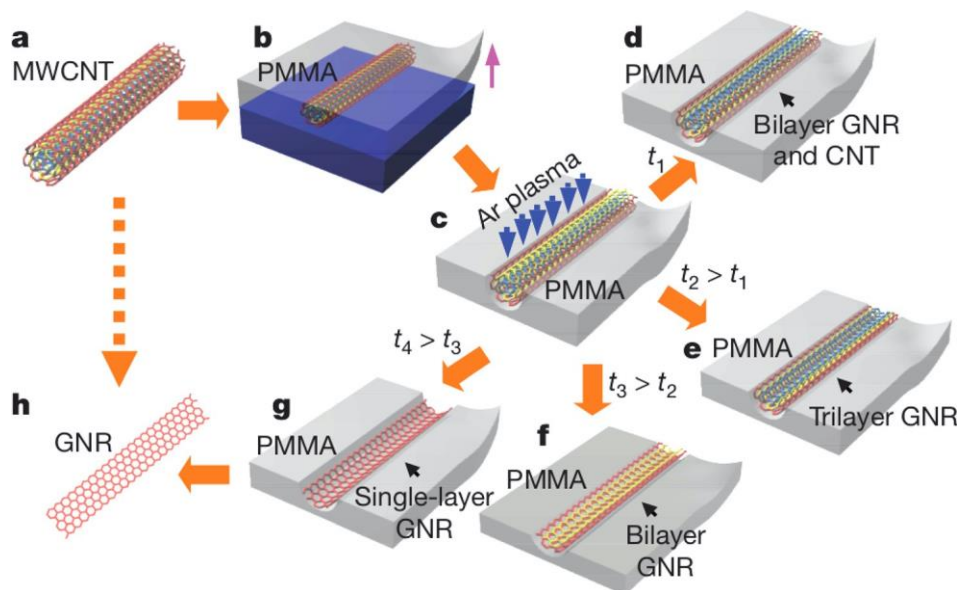 a
MWCNT
b
PMMA
c
Ar plasma
PMMA
d
PMMA
Bilayer GNR
and CNT
t₁
t₂ > t₁
e
PMMA
Trilayer GNR
t₃ > t₂
f
PMMA
Bilayer
GNR
t₄ > t₃
g
PMMA
Single-layer
GNR
h
GNR